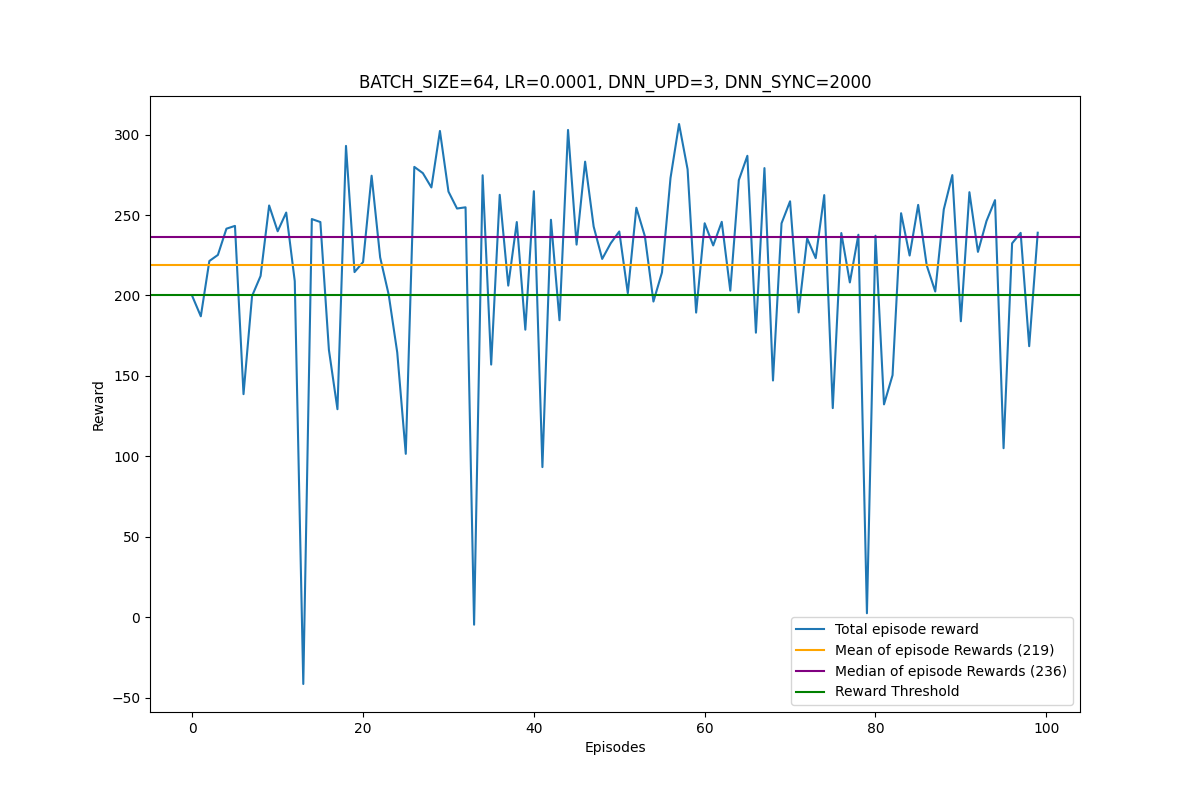 BATCH_SIZE=64, LR=0.0001, DNN_UPD=3, DNN_SYNC=2000
300
250
200
150
100
50
0
−50
Reward
0 20 40 60 80 100
Episodes
Total episode reward
Mean of episode Rewards (219)
Median of episode Rewards (236)
Reward Threshold